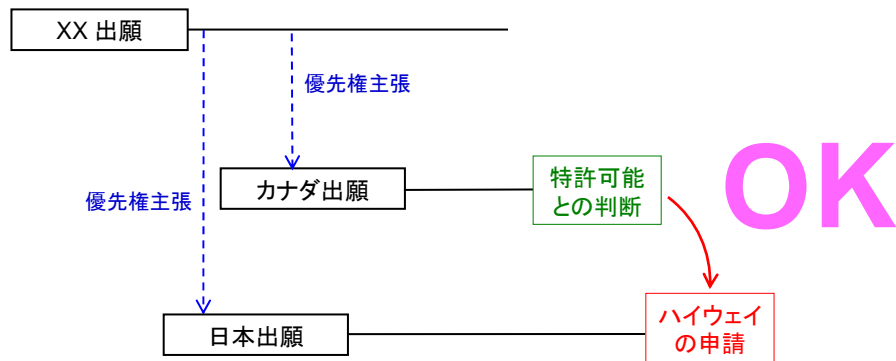 XX 出願
優先権主張
優先権主張
カナダ出願
特許可能
との判断
OK
日本出願
ハイウェイ
の申請